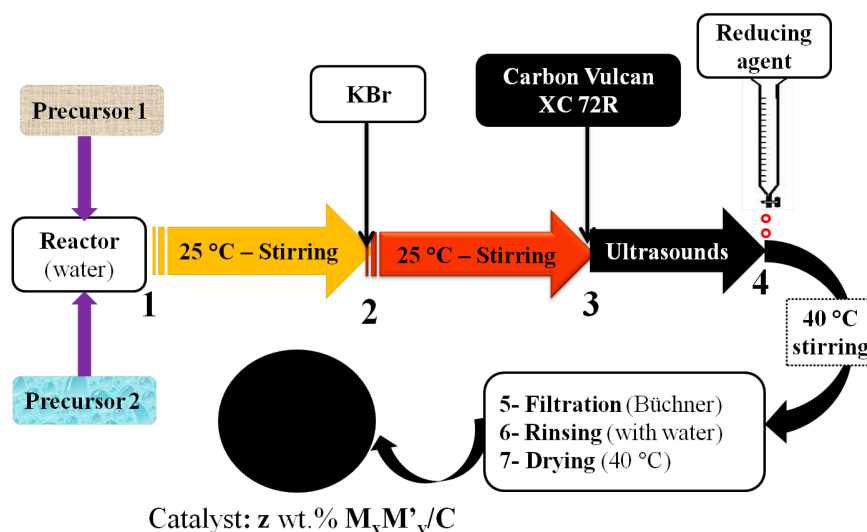 Precursor 1
Reactor
(water)
Precursor 2
1
25 °C – Stirring
KBr
2
25 °C – Stirring
Carbon Vulcan
XC 72R
3
Ultrasounds
Reducing
agent
4
40 °C
stirring
5- Filtration (Büchner)
6- Rinsing (with water)
7- Drying (40 °C)
Catalyst: z wt.% MₓM'ᵧ/C